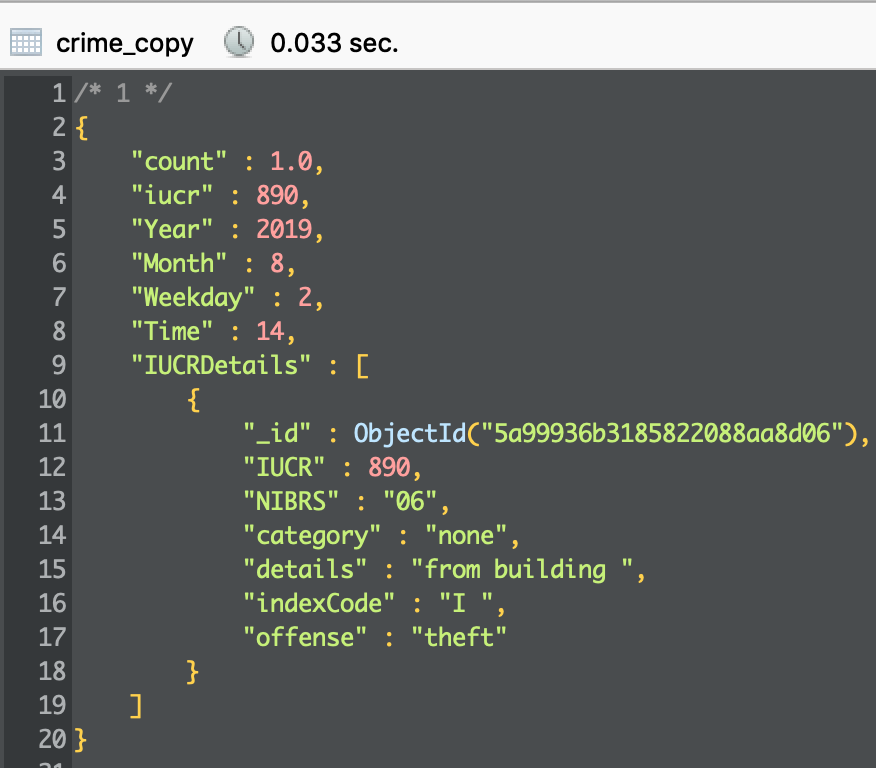 crime_copy 0.033 sec.
1 /* 1 */
2 {
3     "count" : 1.0,
4     "iucr" : 890,
5     "Year" : 2019,
6     "Month" : 8,
7     "Weekday" : 2,
8     "Time" : 14,
9     "IUCRDetails" : [
10         {
11             "_id" : ObjectId("5a99936b3185822088aa8d06"),
12             "IUCR" : 890,
13             "NIBRS" : "06",
14             "category" : "none",
15             "details" : "from building ",
16             "indexCode" : "I ",
17             "offense" : "theft"
18         }
19     ]
20 }